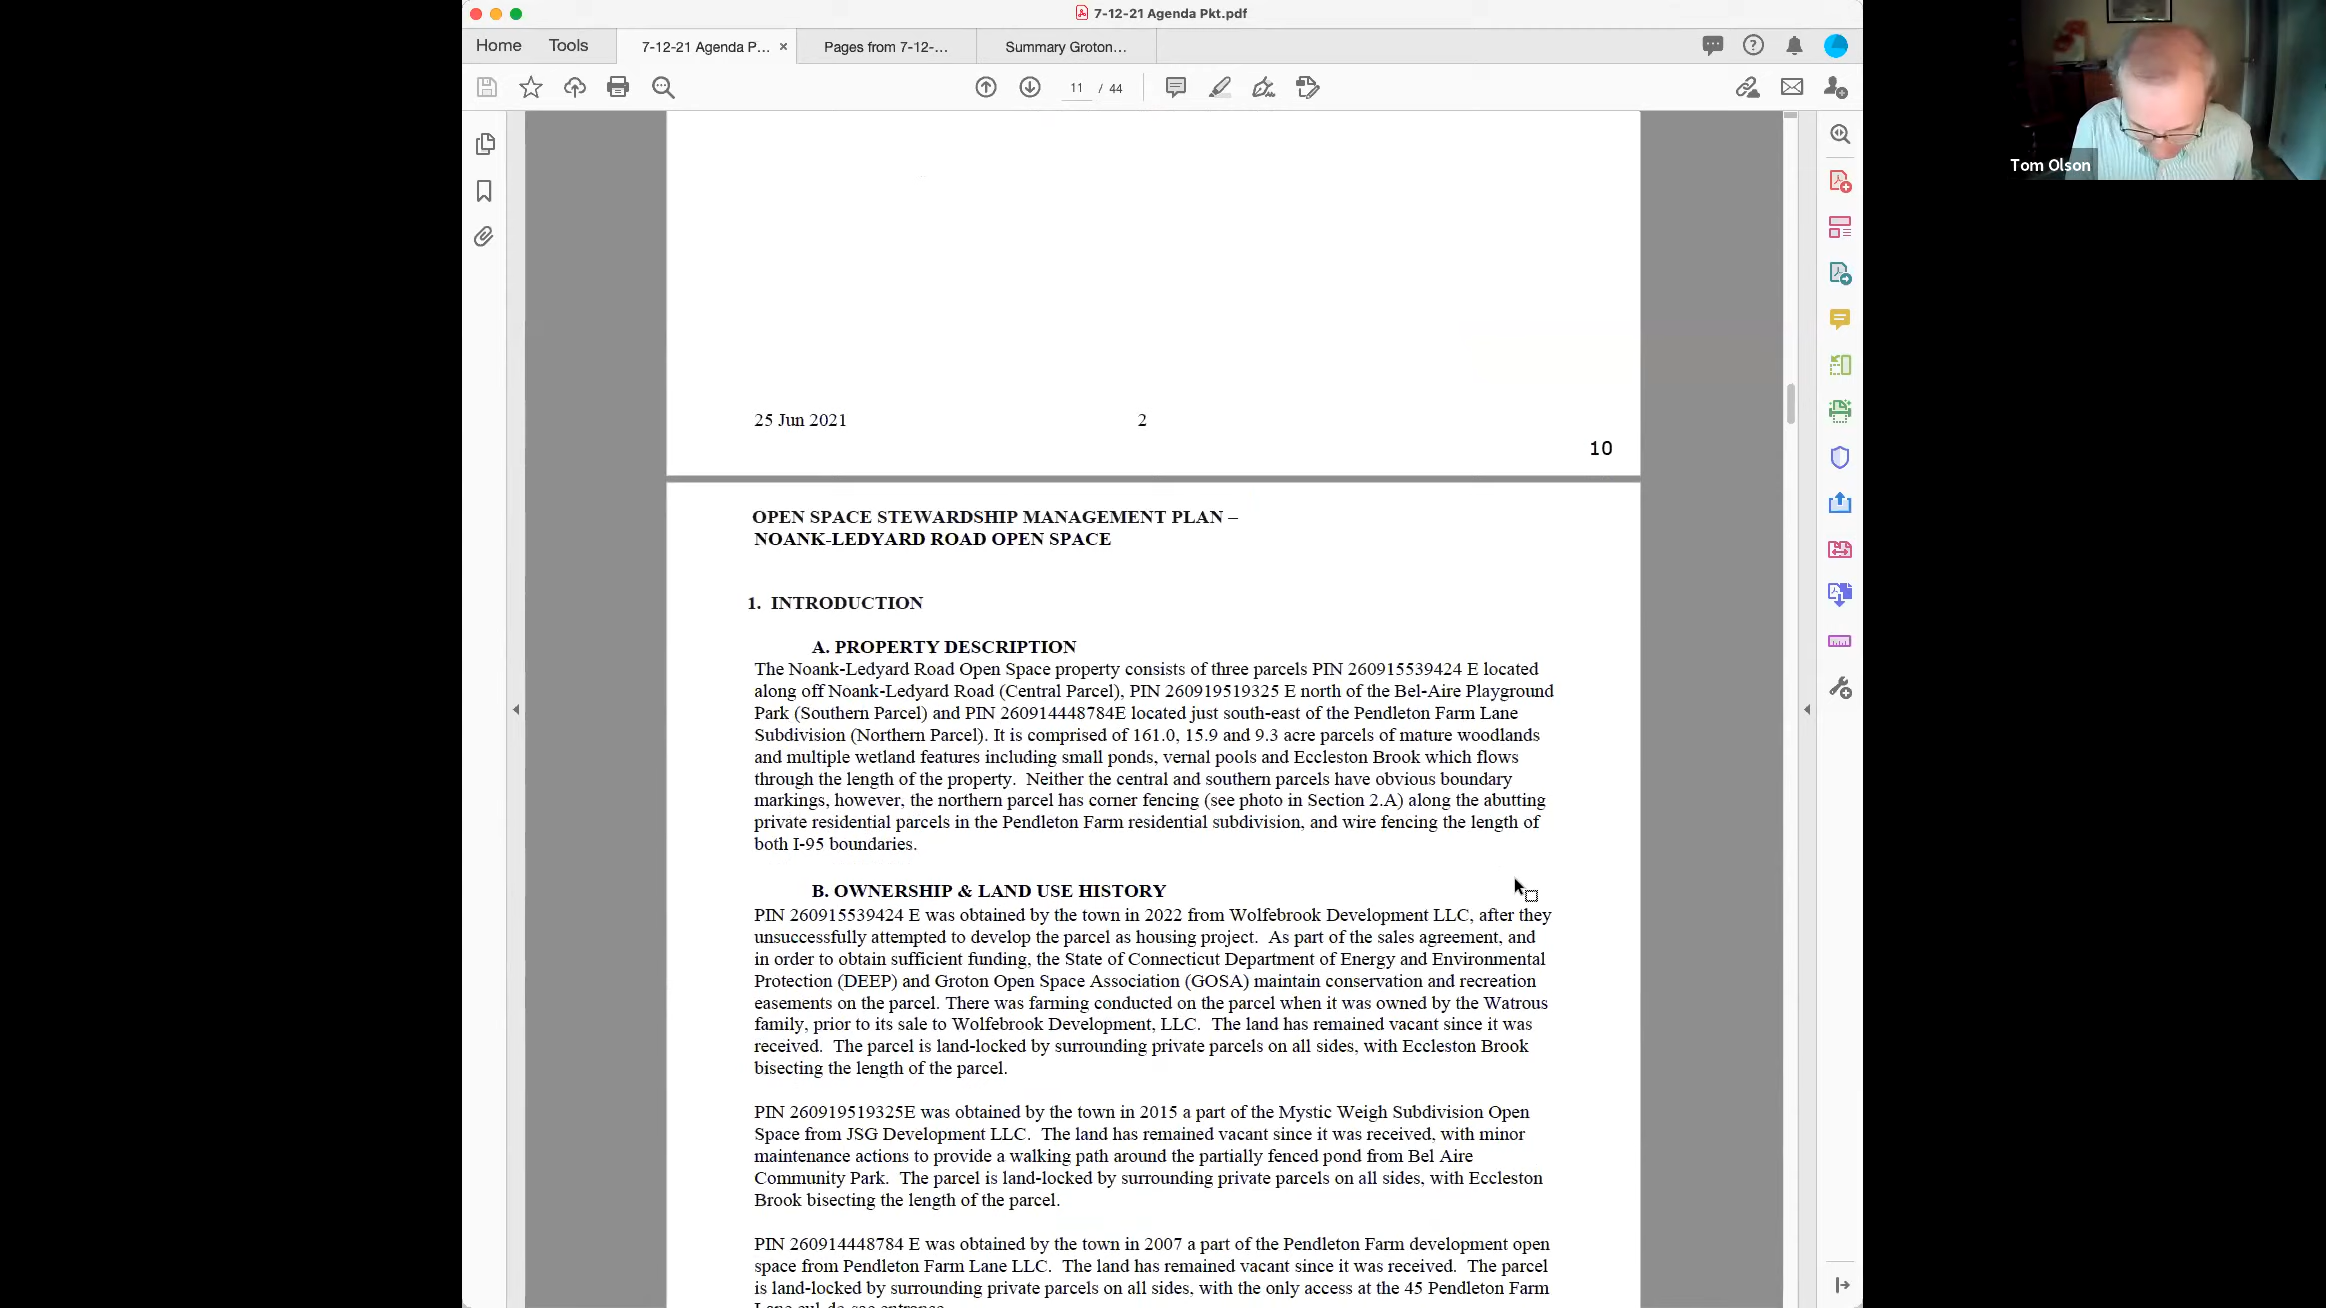 7-12-21 Agenda Pkt.pdf
Home Tools 7-12-21 Agenda P... × Pages from 7-12-... Summary Groton...
11 / 44
Tom Olson
25 Jun 2021 2
10
OPEN SPACE STEWARDSHIP MANAGEMENT PLAN –
NOANK-LEDYARD ROAD OPEN SPACE
1. INTRODUCTION
A. PROPERTY DESCRIPTION
The Noank-Ledyard Road Open Space property consists of three parcels PIN 260915539424 E located
along off Noank-Ledyard Road (Central Parcel), PIN 260919519325 E north of the Bel-Aire Playground
Park (Southern Parcel) and PIN 260914448784E located just south-east of the Pendleton Farm Lane
Subdivision (Northern Parcel). It is comprised of 161.0, 15.9 and 9.3 acre parcels of mature woodlands
and multiple wetland features including small ponds, vernal pools and Eccleston Brook which flows
through the length of the property. Neither the central and southern parcels have obvious boundary
markings, however, the northern parcel has corner fencing (see photo in Section 2.A) along the abutting
private residential parcels in the Pendleton Farm residential subdivision, and wire fencing the length of
both I-95 boundaries.
B. OWNERSHIP & LAND USE HISTORY
PIN 260915539424 E was obtained by the town in 2022 from Wolfebrook Development LLC, after they
unsuccessfully attempted to develop the parcel as housing project. As part of the sales agreement, and
in order to obtain sufficient funding, the State of Connecticut Department of Energy and Environmental
Protection (DEEP) and Groton Open Space Association (GOSA) maintain conservation and recreation
easements on the parcel. There was farming conducted on the parcel when it was owned by the Watrous
family, prior to its sale to Wolfebrook Development, LLC. The land has remained vacant since it was
received. The parcel is land-locked by surrounding private parcels on all sides, with Eccleston Brook
bisecting the length of the parcel.
PIN 260919519325E was obtained by the town in 2015 a part of the Mystic Weigh Subdivision Open
Space from JSG Development LLC. The land has remained vacant since it was received, with minor
maintenance actions to provide a walking path around the partially fenced pond from Bel Aire
Community Park. The parcel is land-locked by surrounding private parcels on all sides, with Eccleston
Brook bisecting the length of the parcel.
PIN 260914448784 E was obtained by the town in 2007 a part of the Pendleton Farm development open
space from Pendleton Farm Lane LLC. The land has remained vacant since it was received. The parcel
is land-locked by surrounding private parcels on all sides, with the only access at the 45 Pendleton Farm